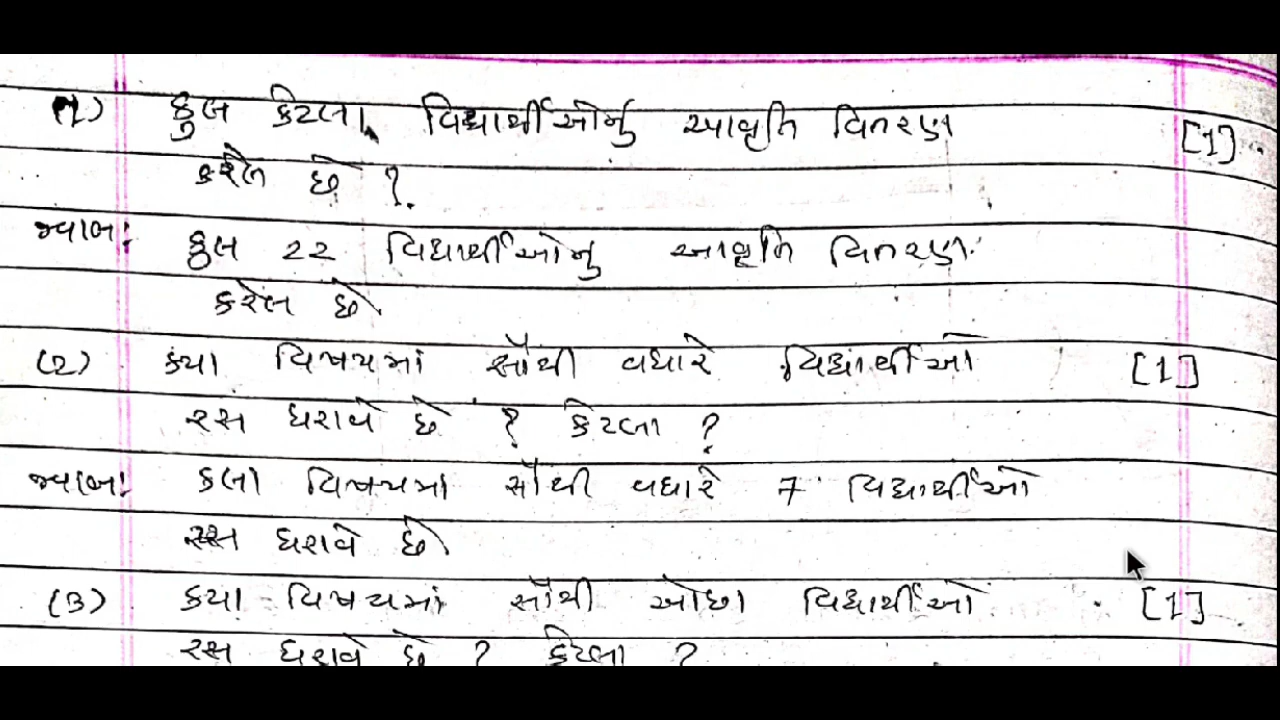 (1) કુલ કેટલા વિદ્યાર્થીઓનું આવૃતિ વિતરણ [1]
કરેલ છે ?
જવાબ: કુલ 22 વિદ્યાર્થીઓનું આવૃતિ વિતરણ
કરેલ છે
(2) કયા વિષયમાં સૌથી વધારે વિદ્યાર્થીઓ [1]
રસ ધરાવે છે ? કેટલા ?
જવાબ: કલા વિષયમાં સૌથી વધારે 7 વિદ્યાર્થીઓ
રસ ધરાવે છે
(3) કયા વિષયમાં સૌથી ઓછા વિદ્યાર્થીઓ [1]
રસ ધરાવે છે ? કેટલા ?